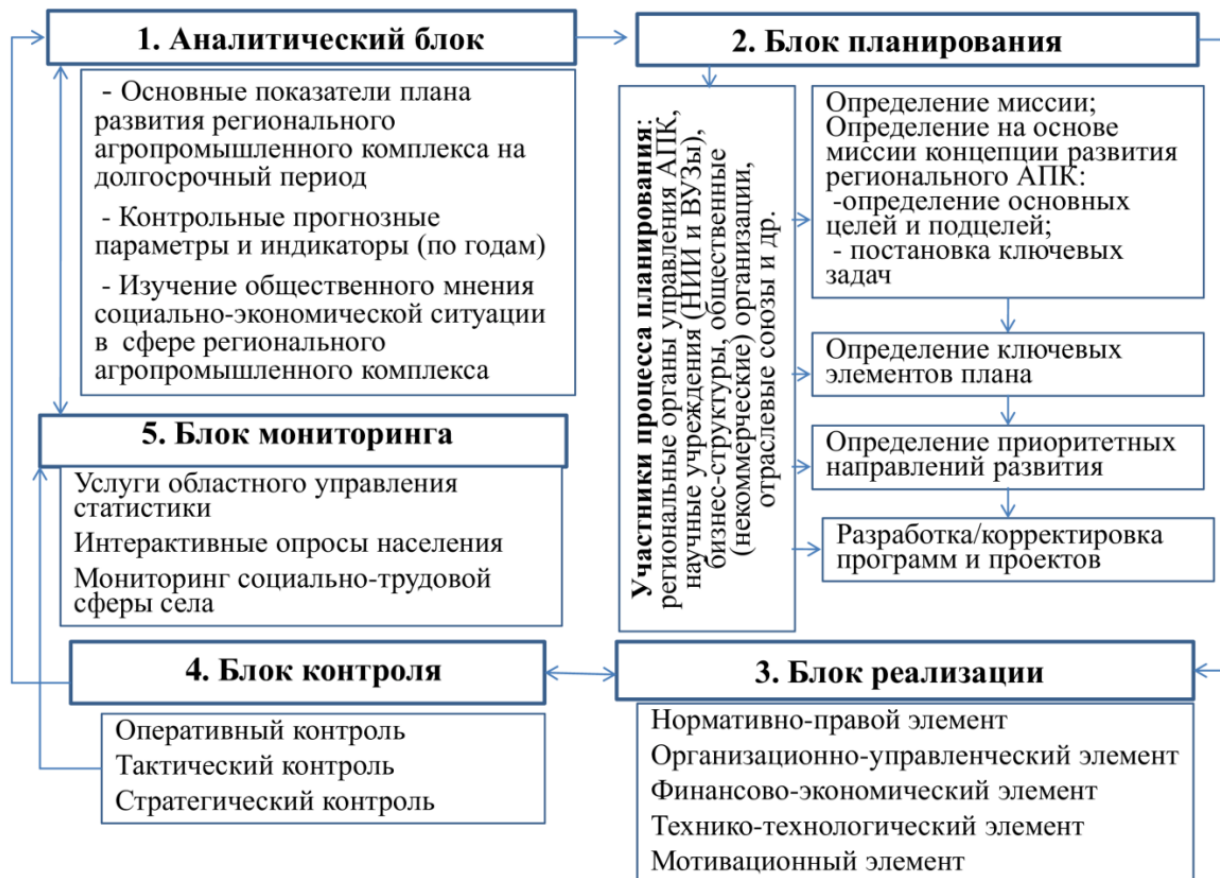 1. Аналитический блок
- Основные показатели плана
развития регионального
агропромышленного комплекса на
долгосрочный период
- Контрольные прогнозные
параметры и индикаторы (по годам)
- Изучение общественного мнения
социально-экономической ситуации
в сфере регионального
агропромышленного комплекса
2. Блок планирования
Участники процесса планирования:
региональные органы управления АПК,
научные учреждения (НИИ и ВУЗы),
бизнес-структуры, общественные
(некоммерческие) организации,
отраслевые союзы и др.
Определение миссии;
Определение на основе
миссии концепции развития
регионального АПК:
-определение основных
целей и подцелей;
- постановка ключевых
задач
Определение ключевых
элементов плана
Определение приоритетных
направлений развития
Разработка/корректировка
программ и проектов
5. Блок мониторинга
Услуги областного управления
статистики
Интерактивные опросы населения
Мониторинг социально-трудовой
сферы села
4. Блок контроля
Оперативный контроль
Тактический контроль
Стратегический контроль
3. Блок реализации
Нормативно-правой элемент
Организационно-управленческий элемент
Финансово-экономический элемент
Технико-технологический элемент
Мотивационный элемент